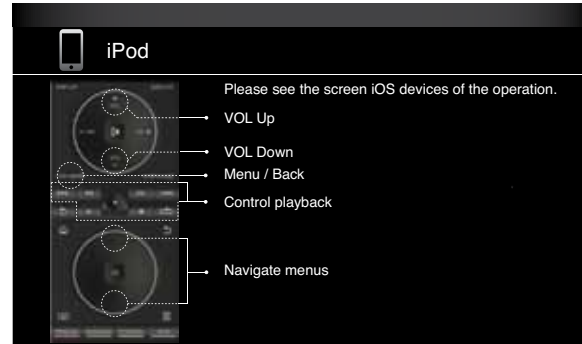 iPod
Please see the screen iOS devices of the operation.
VOL Up
VOL Down
Menu / Back
Control playback
Navigate menus